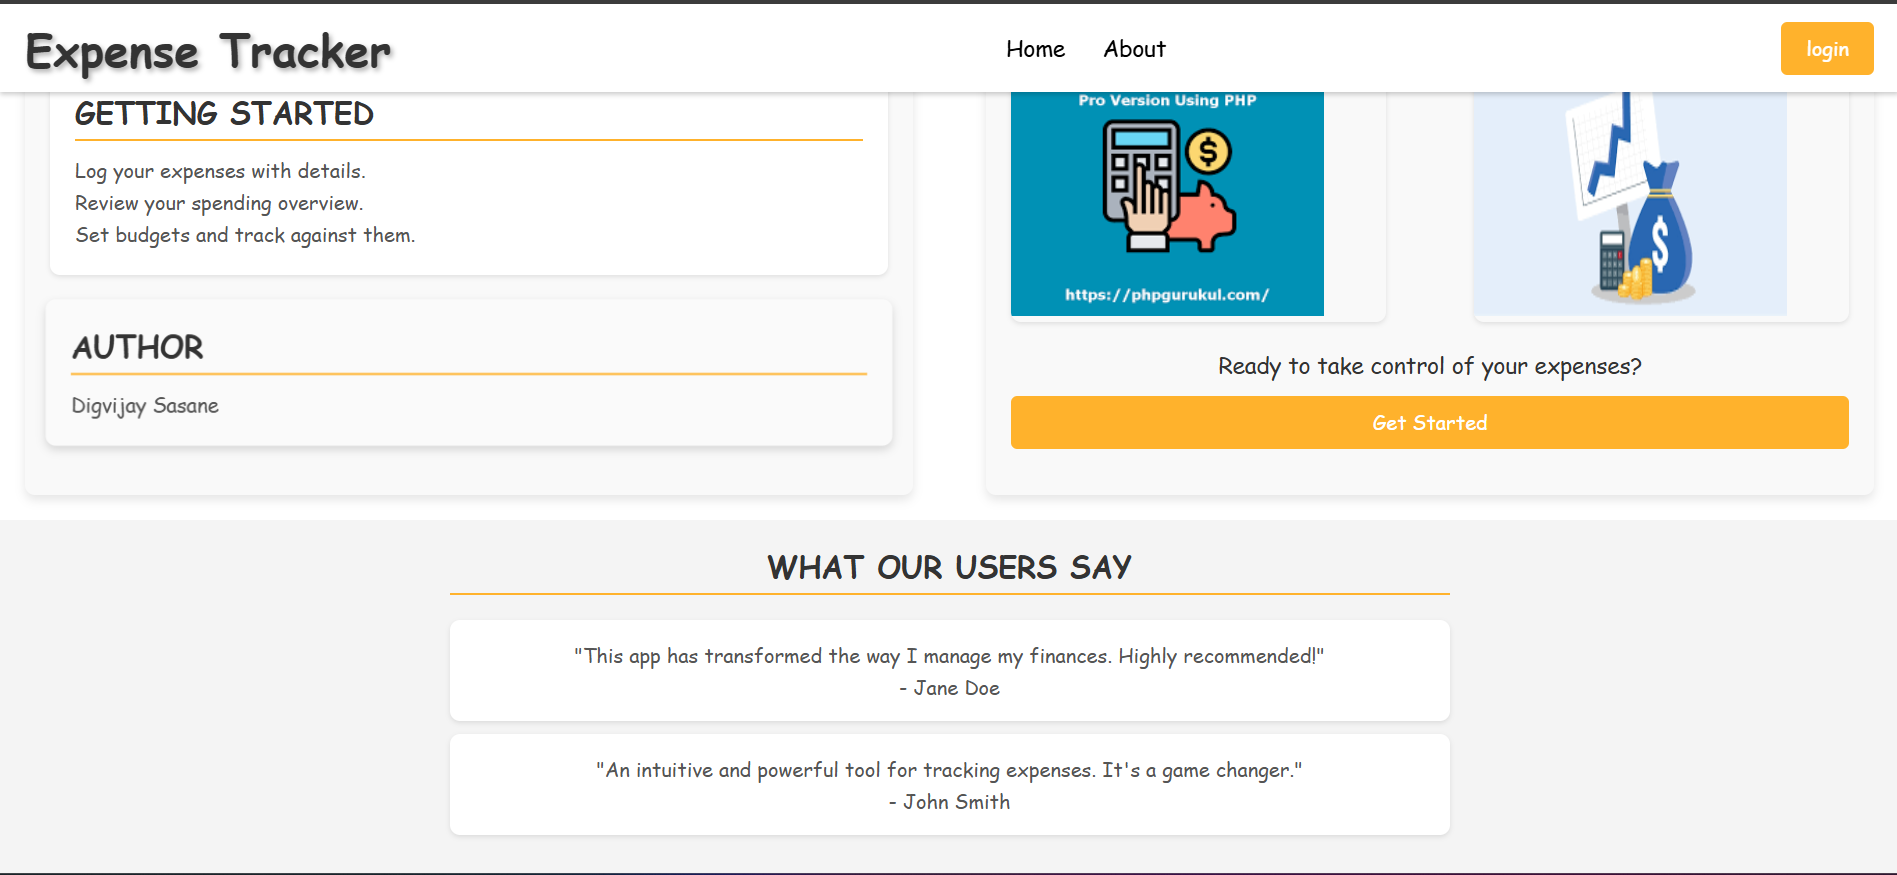 Expense Tracker
Home
About
login
GETTING STARTED
Log your expenses with details.
Review your spending overview.
Set budgets and track against them.
AUTHOR
Digvijay Sasane
Pro Version Using PHP
$
https://phpgurukul.com/
$
Ready to take control of your expenses?
Get Started
WHAT OUR USERS SAY
"This app has transformed the way I manage my finances. Highly recommended!"
- Jane Doe
"An intuitive and powerful tool for tracking expenses. It's a game changer."
- John Smith